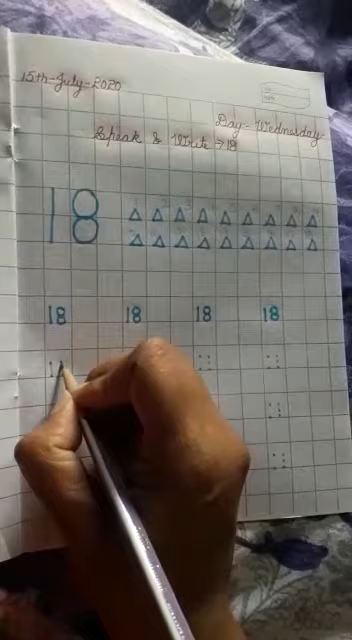 15th-July-2020
Day:- Wednesday
Speak & Write → 18
18
18 18 18 18